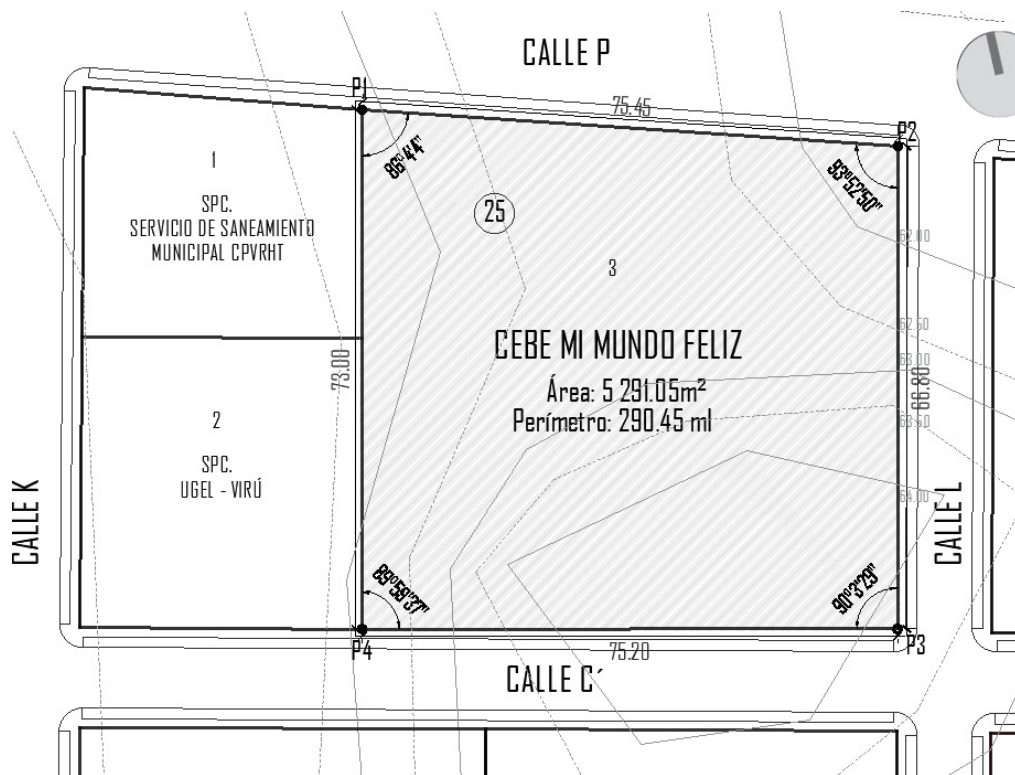 CALLE P
P1
75.45
P2
86°4'4"
93°52'50"
1
SPC.
SERVICIO DE SANEAMIENTO
MUNICIPAL CPVRHT
25
3
62.00
62.50
63.00
CEBE MI MUNDO FELIZ
Área: 5 291.05m²
Perímetro: 290.45 ml
73.00
66.80
63.50
2
SPC.
UGEL - VIRÚ
64.00
CALLE K
CALLE L
89°59'37"
90°3'29"
P4
75.20
P3
CALLE C´